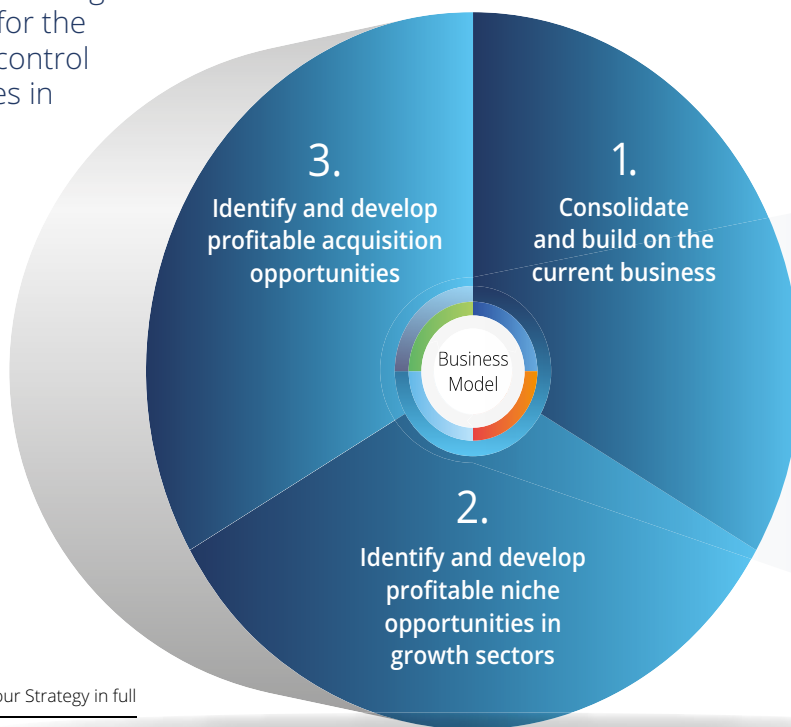 for the
control
es in
3.
Identify and develop
profitable acquisition
opportunities
1.
Consolidate
and build on the
current business
Business
Model
2.
Identify and develop
profitable niche
opportunities in
growth sectors
our Strategy in full